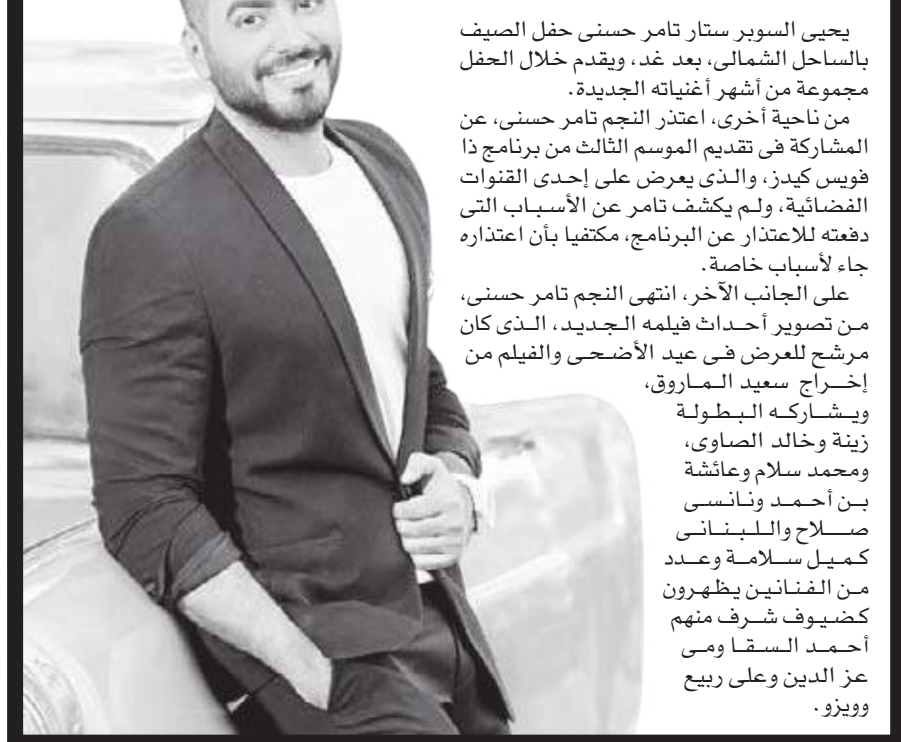 يحيى السوبر ستار تامر حسنى حفل الصيف
بالساحل الشمالى، بعد غد، ويقدم خلال الحفل
مجموعة من أشهر أغنياته الجديدة.
من ناحية أخرى، اعتذر النجم تامر حسنى، عن
المشاركة فى تقديم الموسم الثالث من برنامج ذا
فويس كيدز، والذى يعرض على إحدى القنوات
الفضائية، ولم يكشف تامر عن الأسباب التى
دفعته للاعتذار عن البرنامج، مكتفيا بأن اعتذاره
جاء لأسباب خاصة.
على الجانب الآخر، انتهى النجم تامر حسنى،
من تصوير أحداث فيلمه الجديد، الذى كان
مرشح للعرض فى عيد الأضحى والفيلم من
إخراج سعيد الماروق،
ويشاركه البطولة
زينة وخالد الصاوى،
ومحمد سلام وعائشة
بن أحمد ونانسى
صلاح واللبنانى
كميل سلامة وعدد
من الفنانين يظهرون
كضيوف شرف منهم
أحمد السقا ومى
عز الدين وعلى ربيع
وويزو.